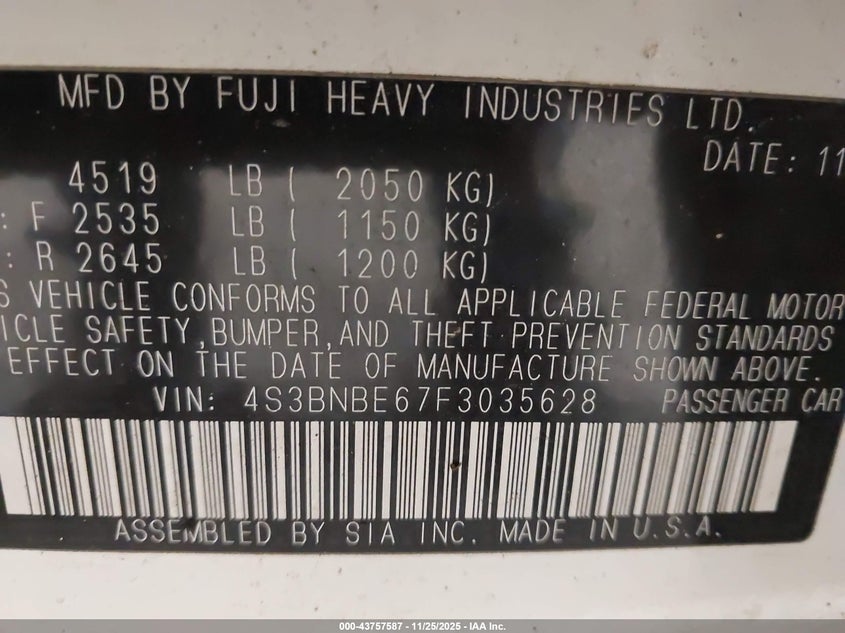 MFD BY FUJI HEAVY INDUSTRIES LTD.
DATE: 11
4519 LB ( 2050 KG)
: F 2535 LB ( 1150 KG)
: R 2645 LB ( 1200 KG)
S VEHICLE CONFORMS TO ALL APPLICABLE FEDERAL MOTOR
ICLE SAFETY,BUMPER,AND THEFT PREVENTION STANDARDS
EFFECT ON THE DATE OF MANUFACTURE SHOWN ABOVE.
VIN: 4S3BNBE67F3035628 PASSENGER CAR
ASSEMBLED BY SIA INC. MADE IN U.S.A.
000-43757587 - 11/25/2025 - IAA Inc.